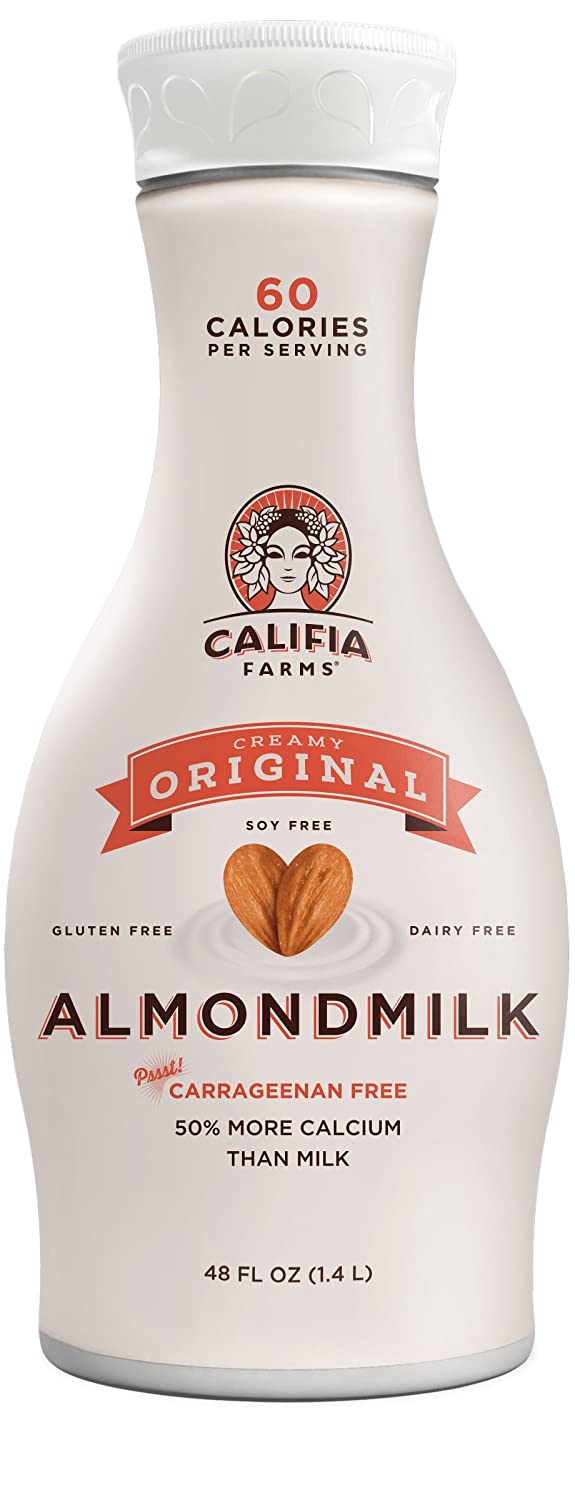 60
CALORIES
PER SERVING
CALIFIA
FARMS®
CREAMY
ORIGINAL
SOY FREE
GLUTEN FREE
DAIRY FREE
ALMONDMILK
Pssst!
CARRAGEENAN FREE
50% MORE CALCIUM
THAN MILK
48 FL OZ (1.4 L)